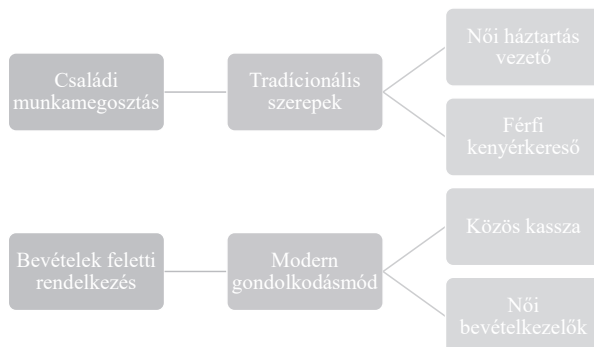 Családi
munkamegosztás
Tradícionális
szerepek
Női háztartás
vezető
Férfi
kenyérkereső
Bevételek feletti
rendelkezés
Modern
gondolkodásmód
Közös kassza
Női
bevételkezelők